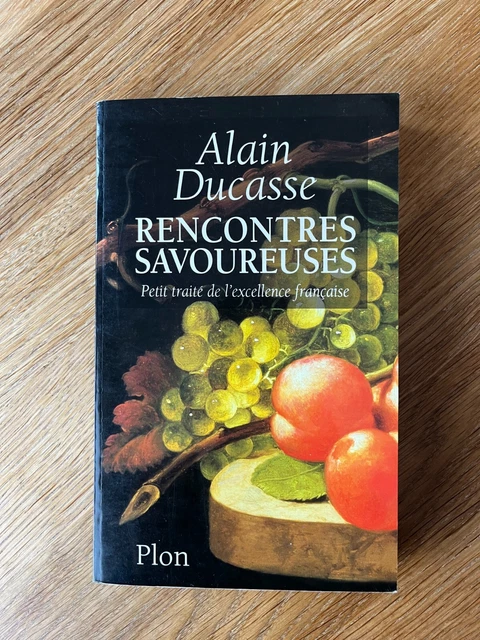 Alain
Ducasse
RENCONTRES
SAVOUREUSES
Petit traité de l'excellence française
Plon